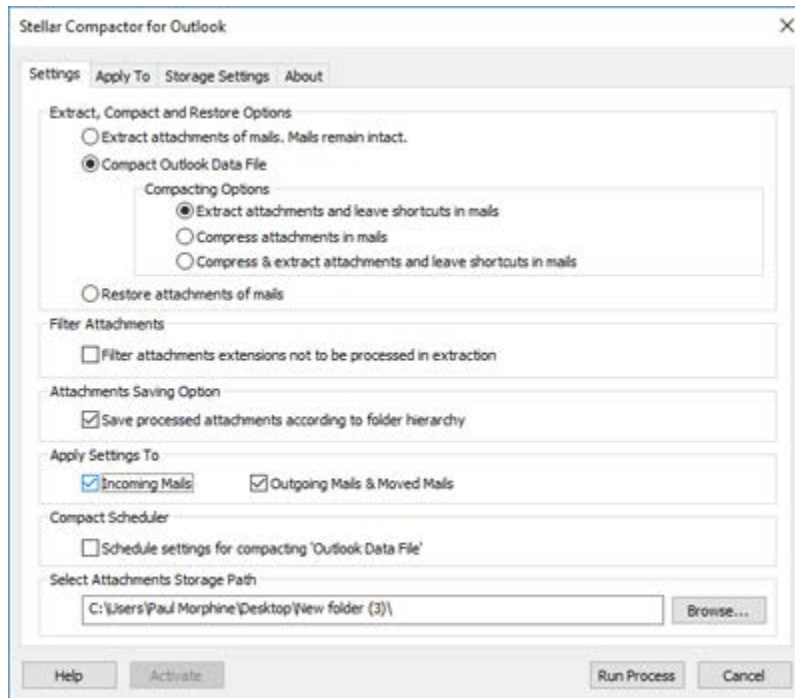 Stellar Compactor for Outlook
Settings Apply To Storage Settings About
Extract, Compact and Restore Options
Extract attachments of mails. Mails remain intact.
Compact Outlook Data File
Compacting Options
Extract attachments and leave shortcuts in mails
Compress attachments in mails
Compress & extract attachments and leave shortcuts in mails
Restore attachments of mails
Filter Attachments
Filter attachments extensions not to be processed in extraction
Attachments Saving Option
Save processed attachments according to folder hierarchy
Apply Settings To
Incoming Mails Outgoing Mails & Moved Mails
Compact Scheduler
Schedule settings for compacting 'Outlook Data File'
Select Attachments Storage Path
C:\Users\Paul Morphine\Desktop\New folder (3)\ Browse...
Help Activate Run Process Cancel